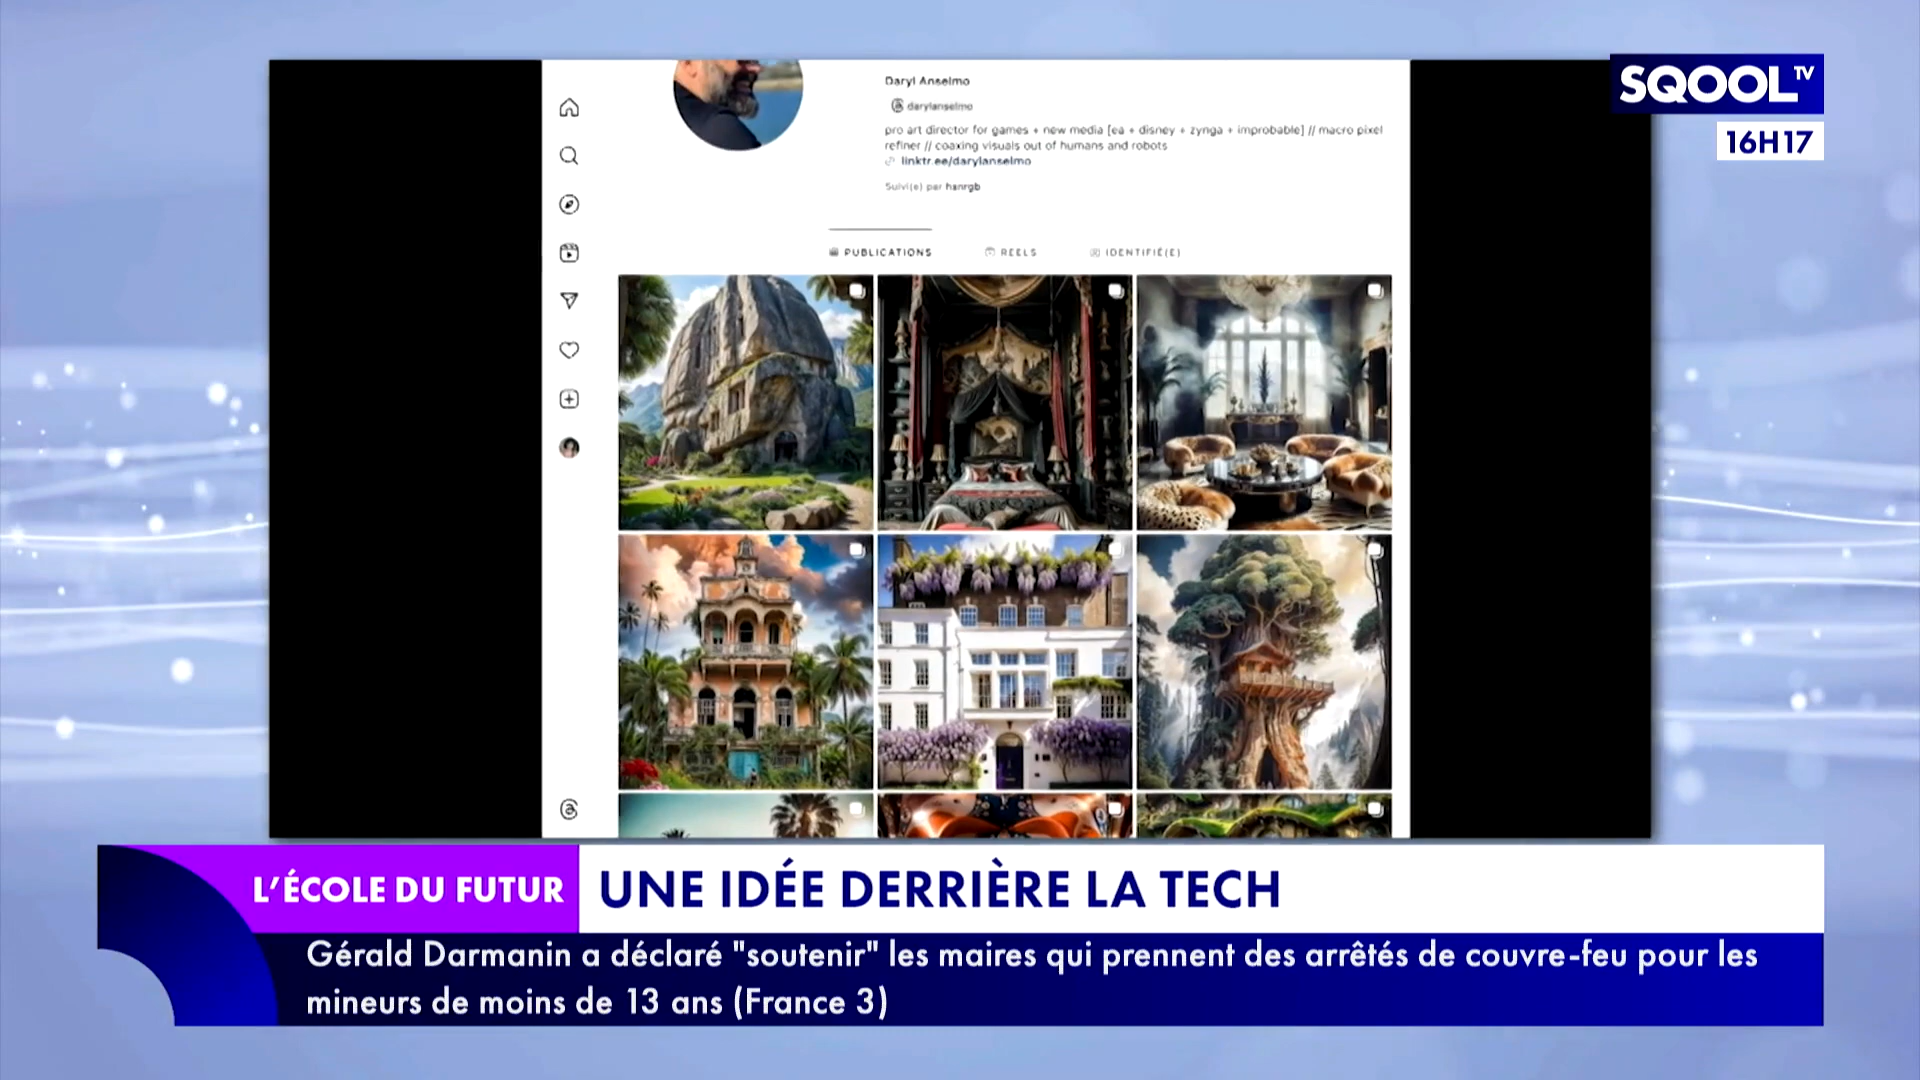 Daryl Anselmo
darylanselmo
pro art director for games + new media [ea + disney + zynga + improbable] // macro pixel
refiner // coaxing visuals out of humans and robots
linktr.ee/darylanselmo
Suivi(e) par hanrgb
PUBLICATIONS
REELS
IDENTIFIÉ(E)
SQOOL TV
16H17
L'ÉCOLE DU FUTUR
UNE IDÉE DERRIÈRE LA TECH
Gérald Darmanin a déclaré "soutenir" les maires qui prennent des arrêtés de couvre-feu pour les
mineurs de moins de 13 ans (France 3)